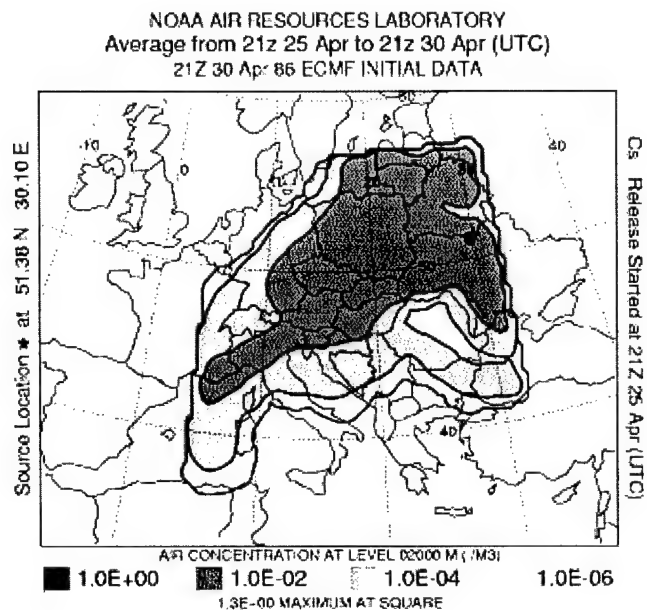 NOAA AIR RESOURCES LABORATORY
Average from 21z 25 Apr to 21z 30 Apr (UTC)
21Z 30 Apr 86 ECMF INITIAL DATA
Source Location ★ at 51.38 N 30.10 E
Cs Release Started at 21Z 25 Apr (UTC)
-10
0
40
40
AIR CONCENTRATION AT LEVEL 02000 M ( /M3)
1.0E+00 1.0E-02 1.0E-04 1.0E-06
1.3E-00 MAXIMUM AT SQUARE